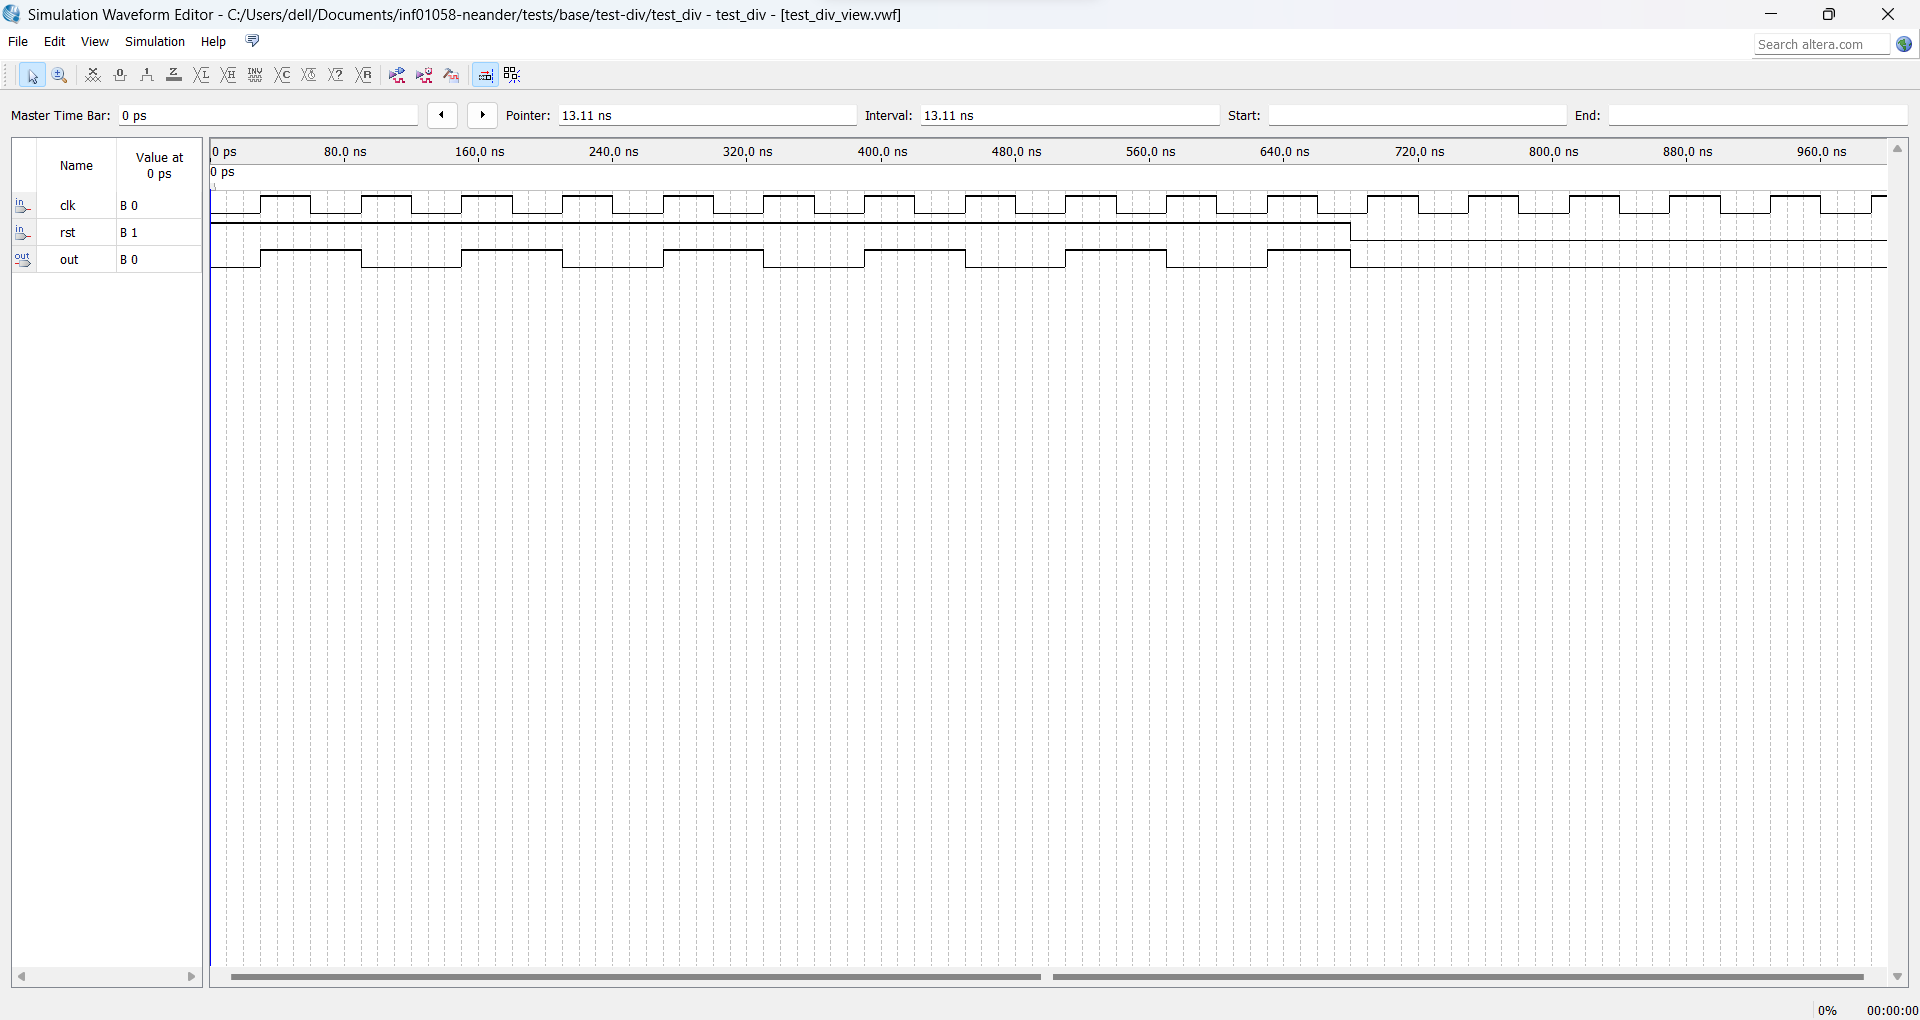 Simulation Waveform Editor - C:/Users/dell/Documents/inf01058-neander/tests/base/test-div/test_div - test_div - [test_div_view.vwf]
File Edit View Simulation Help
Search altera.com
Master Time Bar: 0 ps Pointer: 13.11 ns Interval: 13.11 ns Start: End:
Name Value at 0 ps
0 ps 80.0 ns 160.0 ns 240.0 ns 320.0 ns 400.0 ns 480.0 ns 560.0 ns 640.0 ns 720.0 ns 800.0 ns 880.0 ns 960.0 ns
0 ps
in clk B 0
in rst B 1
out out B 0
0% 00:00:00